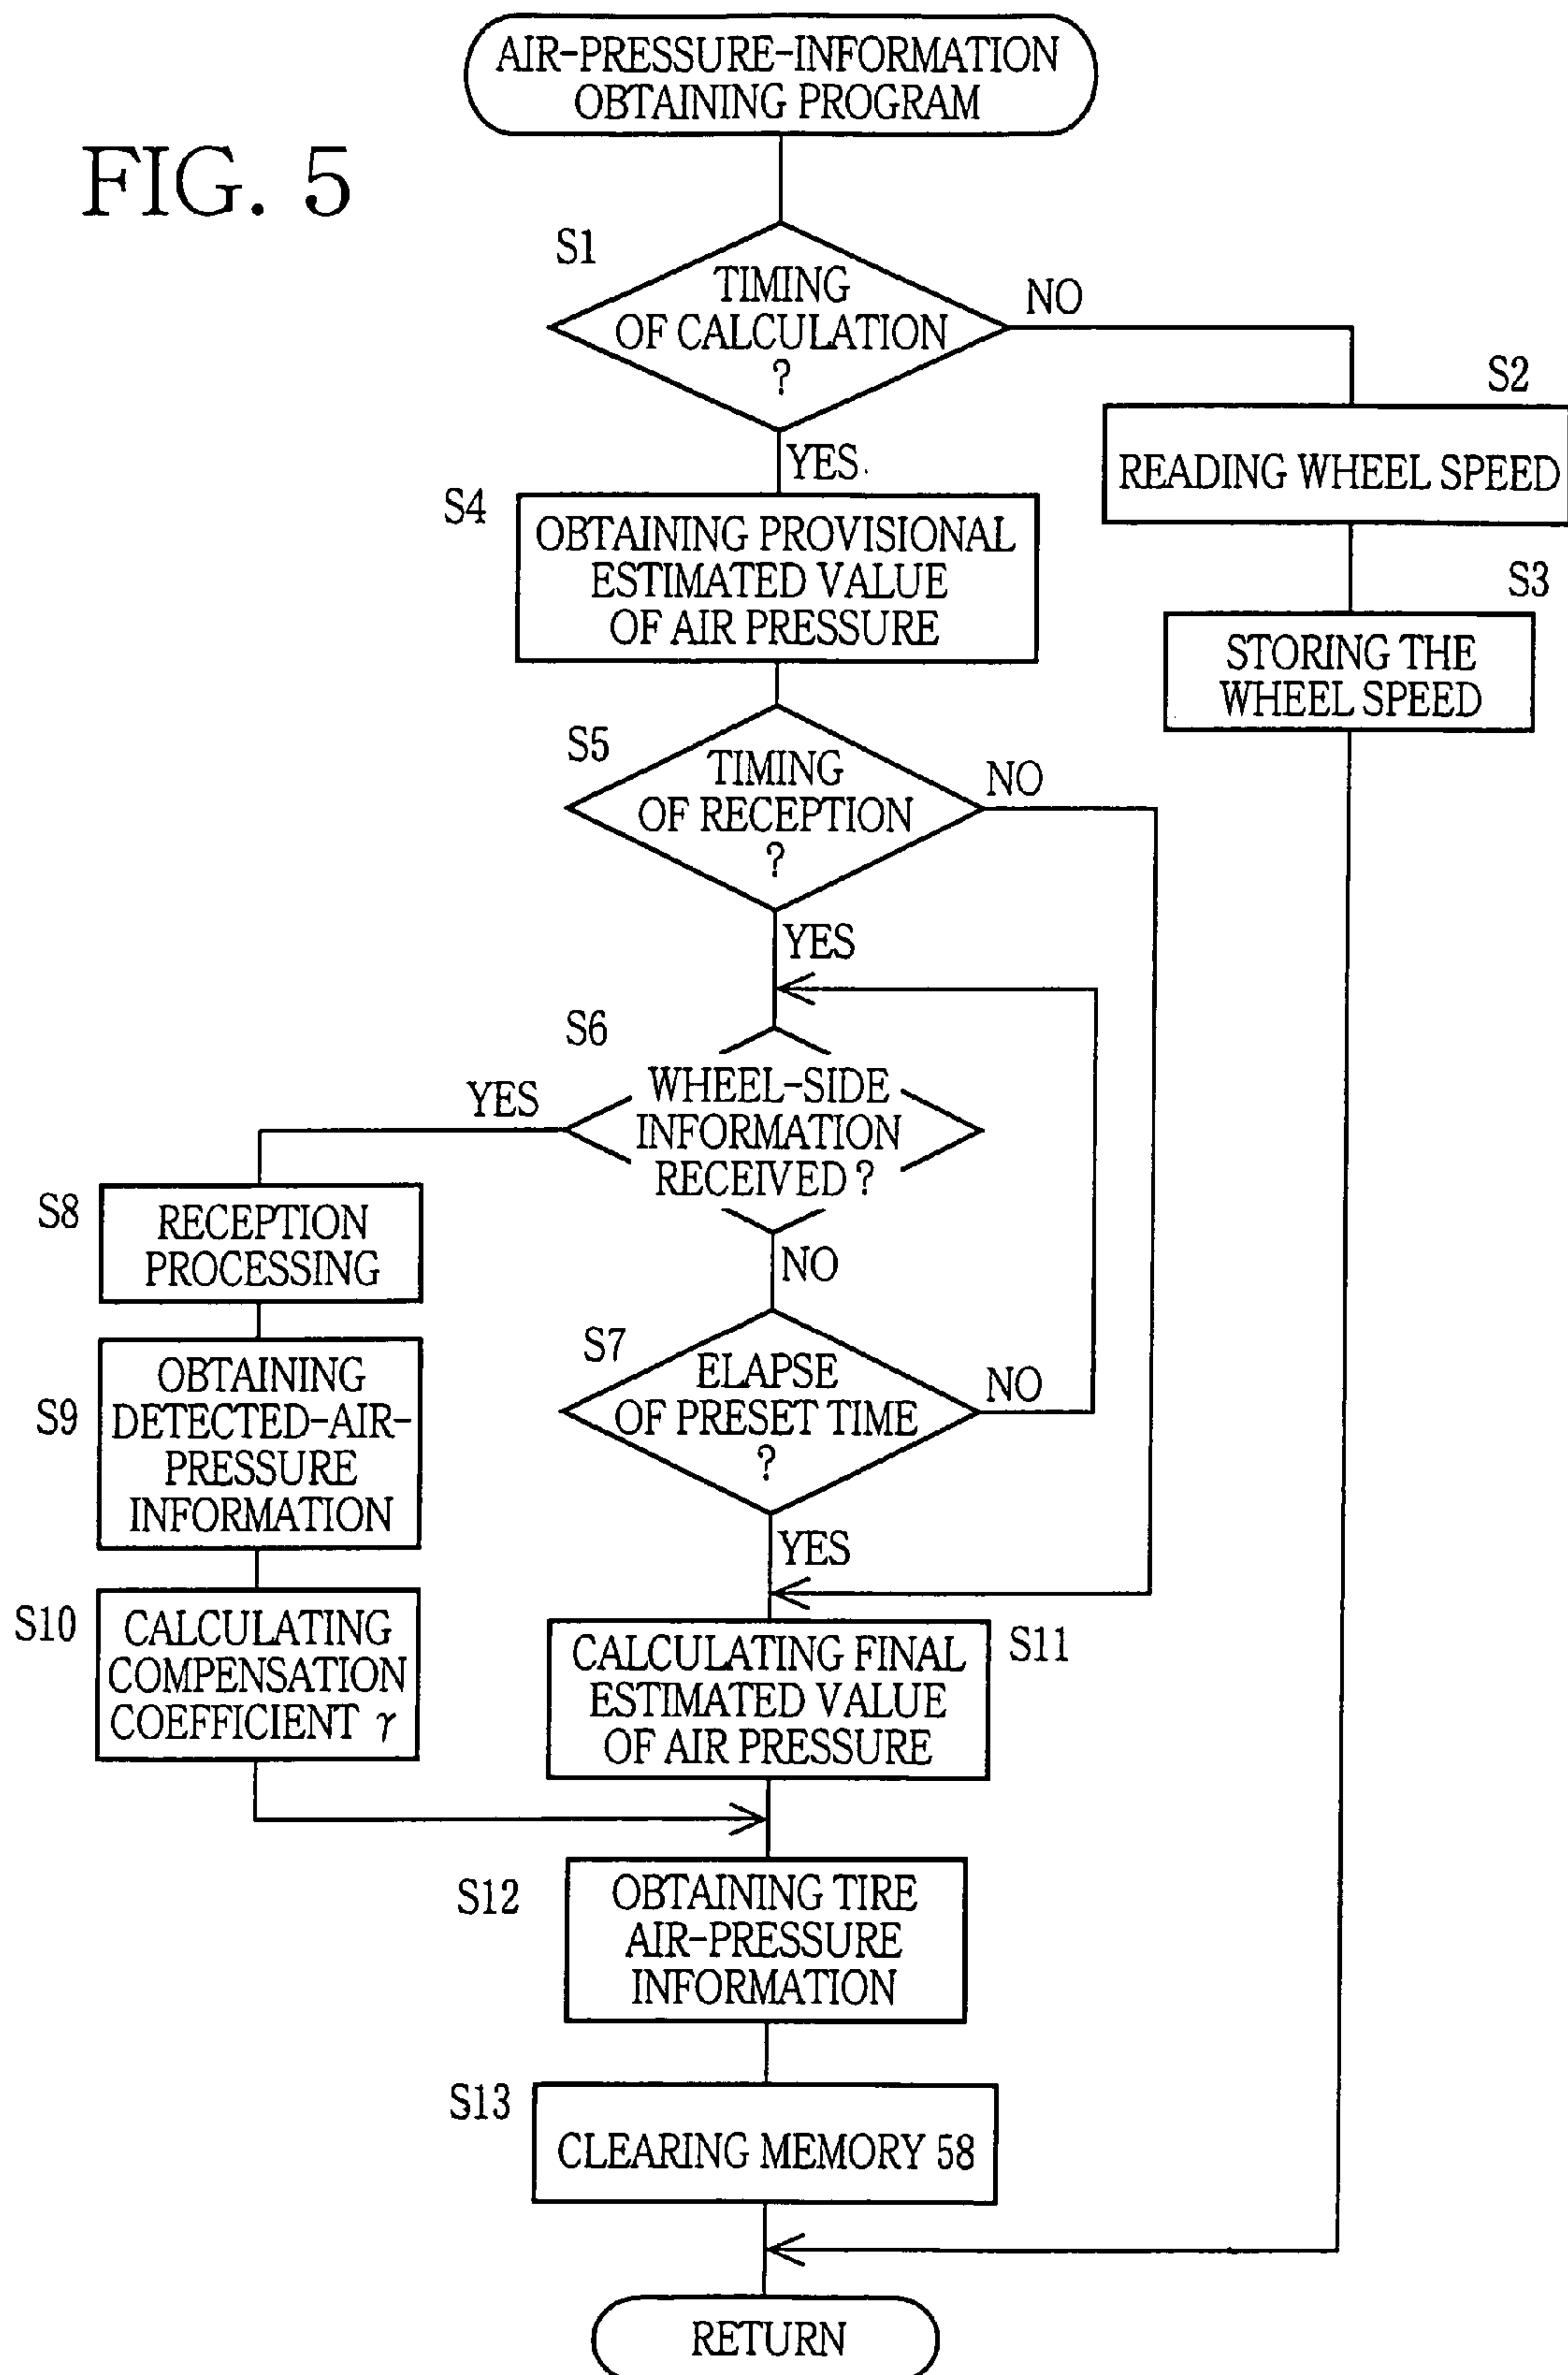 AIR-PRESSURE-INFORMATION
OBTAINING PROGRAM
FIG. 5
S1
TIMING
OF CALCULATION
?
NO
YES
S2
READING WHEEL SPEED
S3
STORING THE
WHEEL SPEED
S4
OBTAINING PROVISIONAL
ESTIMATED VALUE
OF AIR PRESSURE
S5
TIMING
OF RECEPTION
?
NO
YES
S6
WHEEL-SIDE
INFORMATION
RECEIVED ?
YES
NO
S8
RECEPTION
PROCESSING
S7
ELAPSE
OF PRESET TIME
?
NO
YES
S9
OBTAINING
DETECTED-AIR-
PRESSURE
INFORMATION
S10
CALCULATING
COMPENSATION
COEFFICIENT γ
S11
CALCULATING FINAL
ESTIMATED VALUE
OF AIR PRESSURE
S12
OBTAINING TIRE
AIR-PRESSURE
INFORMATION
S13
CLEARING MEMORY 58
RETURN